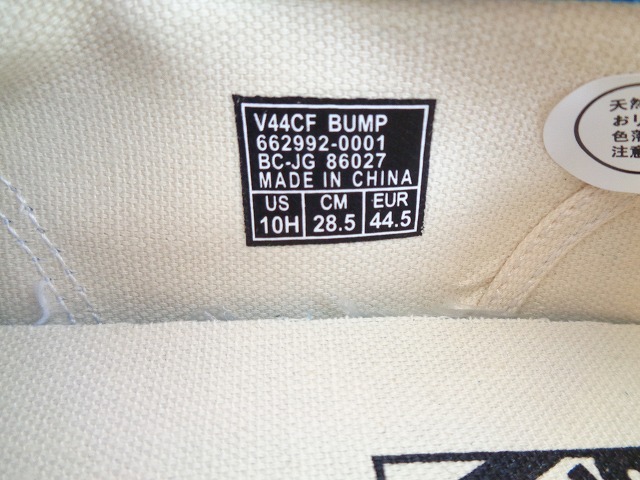 V44CF BUMP
662992-0001
BC-JG 86027
MADE IN CHINA
US CM EUR
10H 28.5 44.5
天然
おり
色落
注意